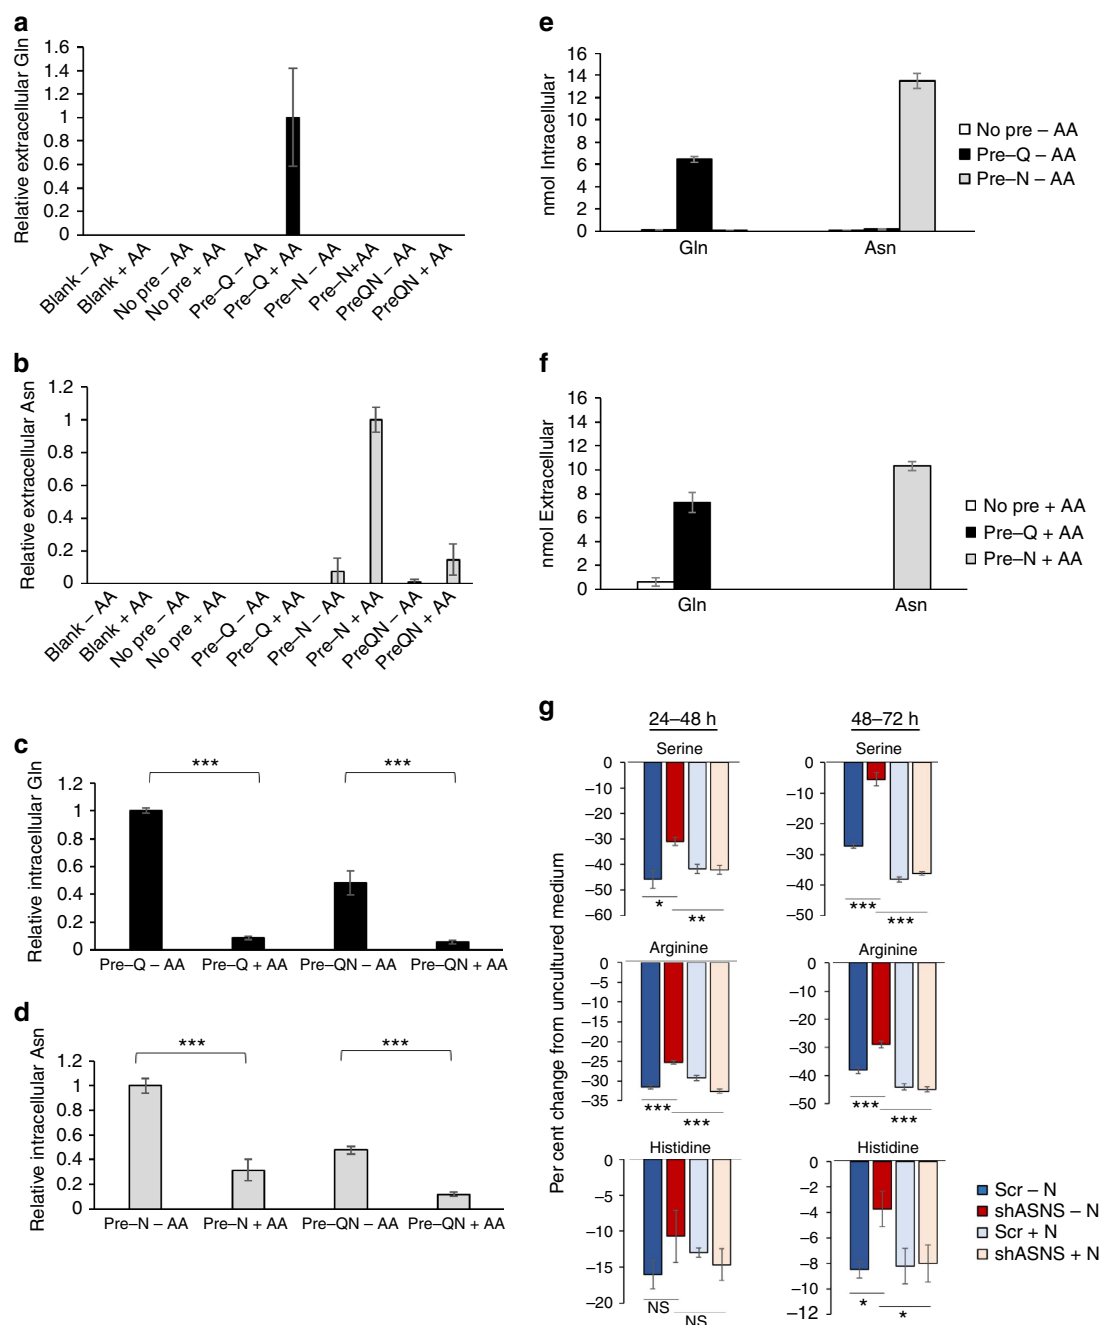 a
Relative extracellular Gln
1.6
1.4
1.2
1
0.8
0.6
0.4
0.2
0
Blank – AA
Blank + AA
No pre – AA
No pre + AA
Pre–Q – AA
Pre–Q + AA
Pre–N – AA
Pre–N+AA
PreQN – AA
PreQN + AA
b
Relative extracellular Asn
1.2
1
0.8
0.6
0.4
0.2
0
Blank – AA
Blank + AA
No pre – AA
No pre + AA
Pre–Q – AA
Pre–Q + AA
Pre–N – AA
Pre–N + AA
PreQN – AA
PreQN + AA
c
Relative intracellular Gln
1.2
1
0.8
0.6
0.4
0.2
0
*** ***
Pre–Q – AA Pre–Q + AA Pre–QN – AA Pre–QN + AA
d
Relative intracellular Asn
1.2
1
0.8
0.6
0.4
0.2
0
*** ***
Pre–N – AA Pre–N + AA Pre–QN – AA Pre–QN + AA
e
nmol Intracellular
16
14
12
10
8
6
4
2
0
Gln Asn
No pre – AA
Pre–Q – AA
Pre–N – AA
f
nmol Extracellular
16
14
12
10
8
6
4
2
0
Gln Asn
No pre + AA
Pre–Q + AA
Pre–N + AA
g
Per cent change from uncultured medium
24–48 h
48–72 h
Serine
0
–10
–20
–30
–40
–50
–60
*
**
Serine
0
–10
–20
–30
–40
–50
***
***
Arginine
0
–5
–10
–15
–20
–25
–30
–35
***
***
Arginine
0
–10
–20
–30
–40
–50
***
***
Histidine
0
–5
–10
–15
–20
NS
NS
Histidine
0
–2
–4
–6
–8
–10
–12
*
*
Scr – N
shASNS – N
Scr + N
shASNS + N